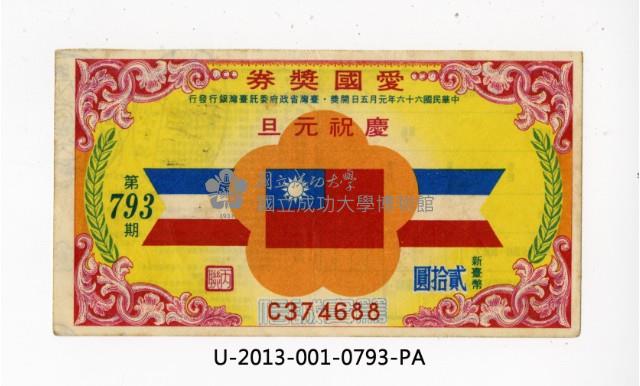 券獎國愛
行發行銀灣臺託委府政省灣臺・獎開日五月元年六十六國民華中
旦元祝慶
第
793
期
國立成功大學
國立成功大學博物館
1931
新臺幣
圓拾貳
C374688
U-2013-001-0793-PA